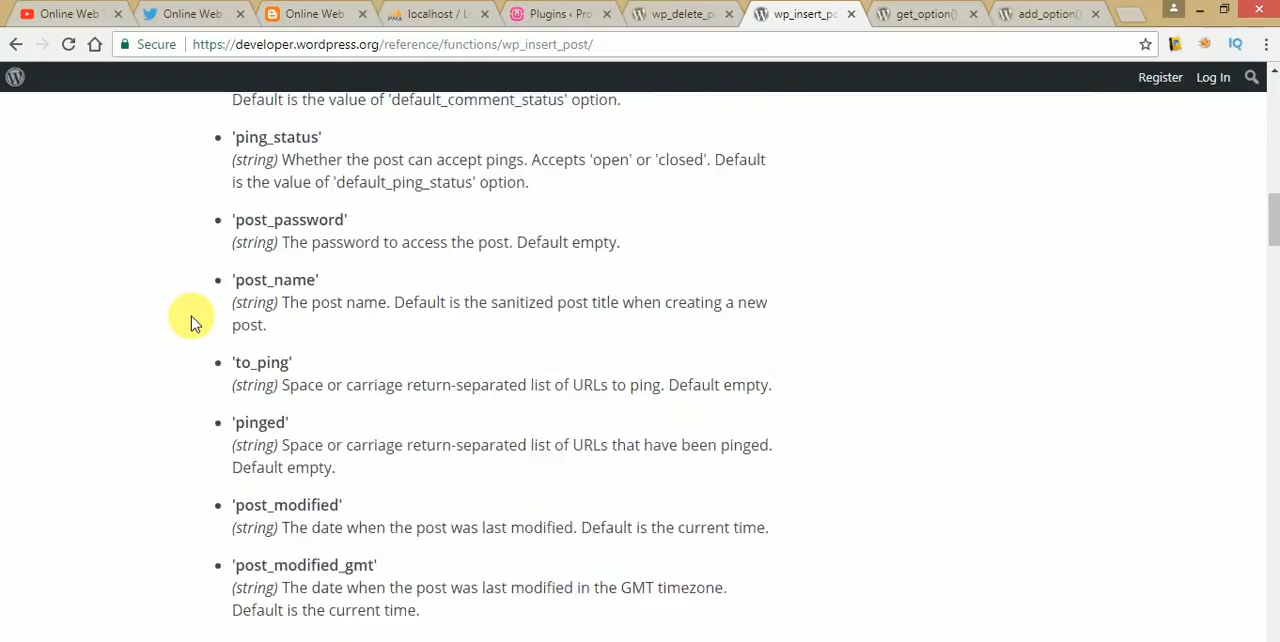 Online Web
Online Web
Online Web
localhost / l
Plugins ‹ Pro
wp_delete_p
wp_insert_po
get_option()
add_option()
Secure
https://developer.wordpress.org/reference/functions/wp_insert_post/
IQ
Register
Log In
Default is the value of 'default_comment_status' option.
• 'ping_status'
(string) Whether the post can accept pings. Accepts 'open' or 'closed'. Default
is the value of 'default_ping_status' option.
• 'post_password'
(string) The password to access the post. Default empty.
• 'post_name'
(string) The post name. Default is the sanitized post title when creating a new
post.
• 'to_ping'
(string) Space or carriage return-separated list of URLs to ping. Default empty.
• 'pinged'
(string) Space or carriage return-separated list of URLs that have been pinged.
Default empty.
• 'post_modified'
(string) The date when the post was last modified. Default is the current time.
• 'post_modified_gmt'
(string) The date when the post was last modified in the GMT timezone.
Default is the current time.